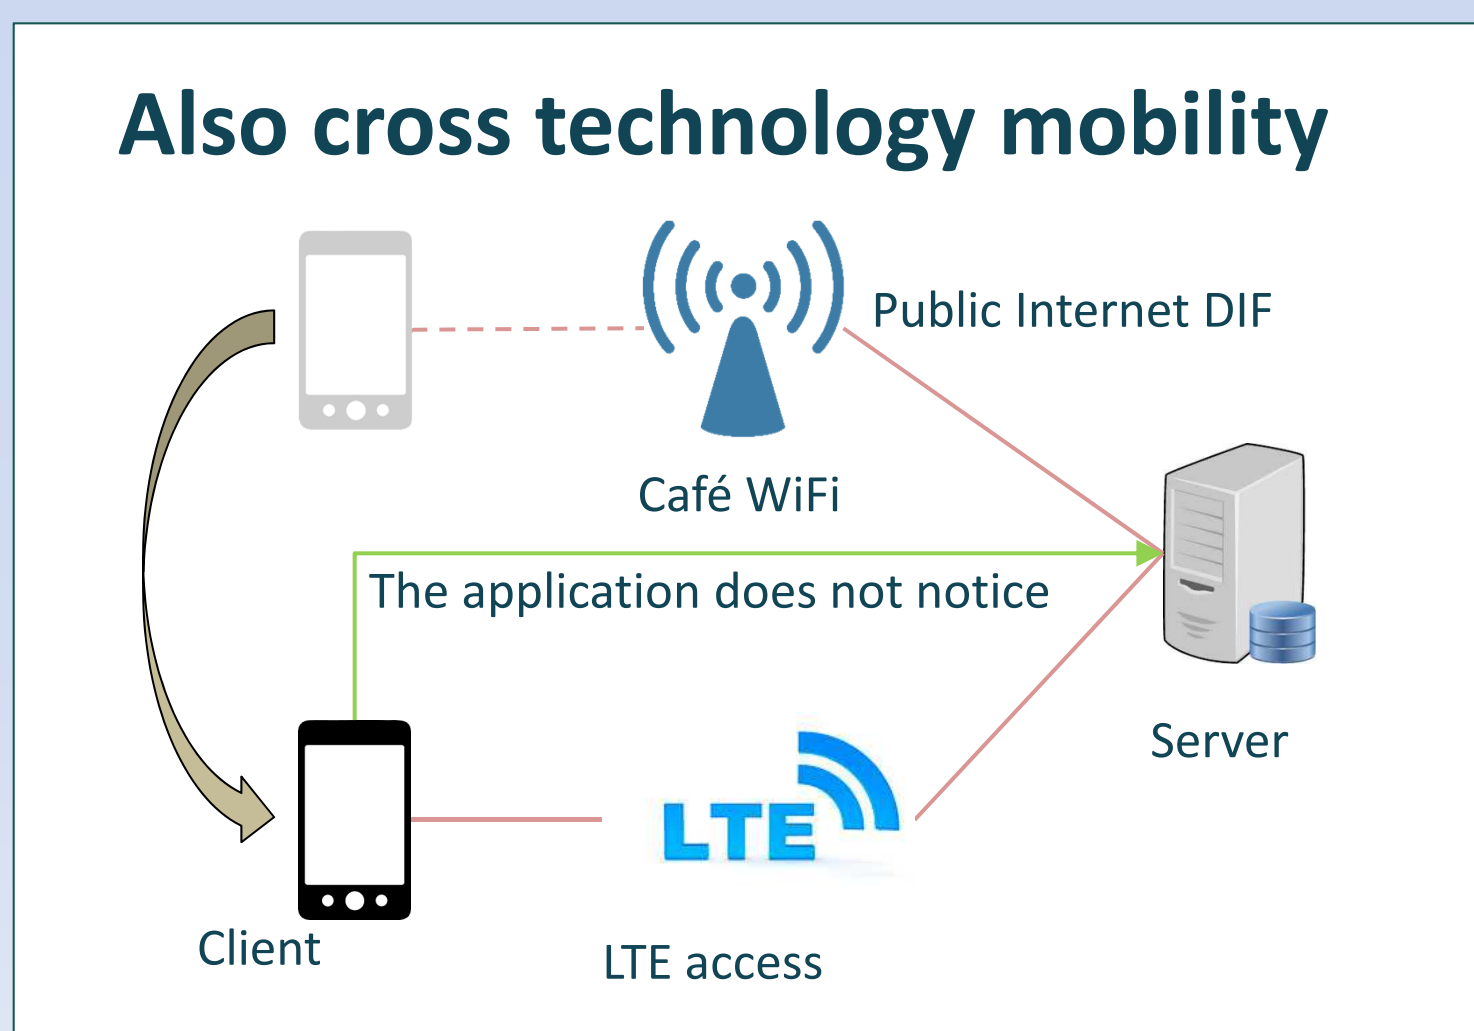 Also cross technology mobility
Public Internet DIF
Café WiFi
The application does not notice
Server
LTE
Client
LTE access